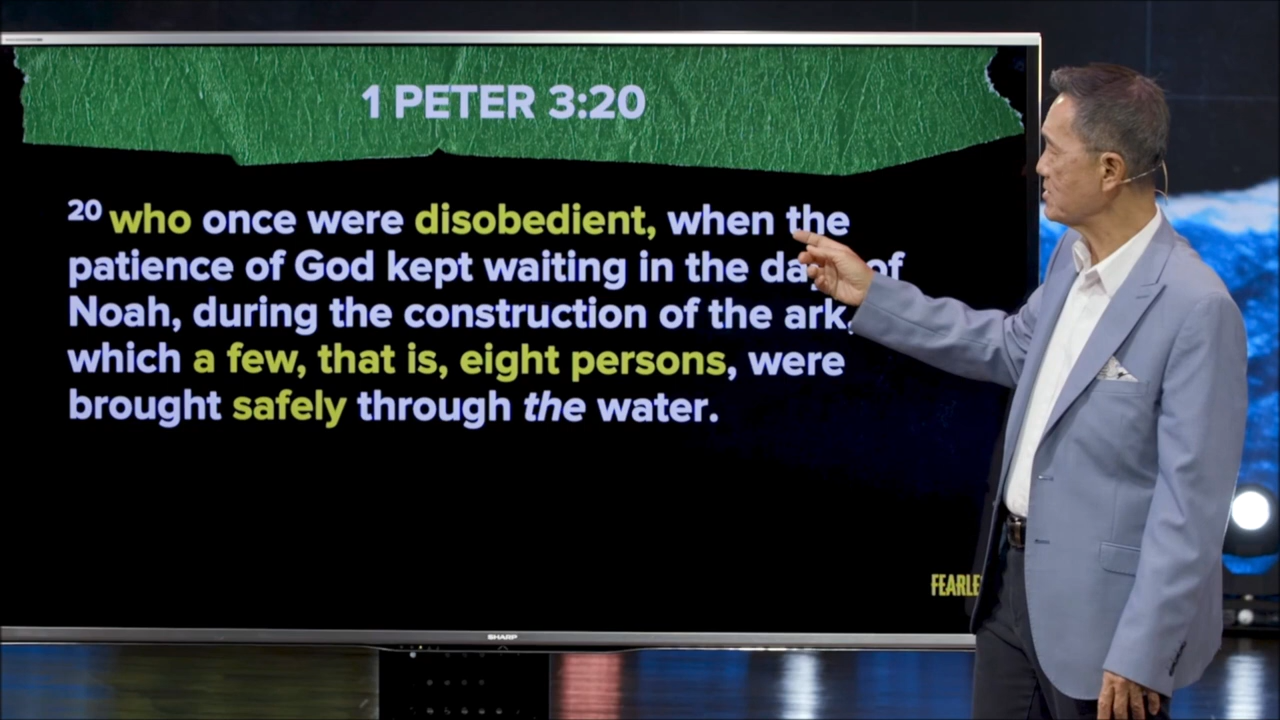 1 PETER 3:20
20 who once were disobedient, when the
patience of God kept waiting in the of
Noah, during the construction of the ark,
which a few, that is, eight persons, were
brought safely through the water.
SHARP